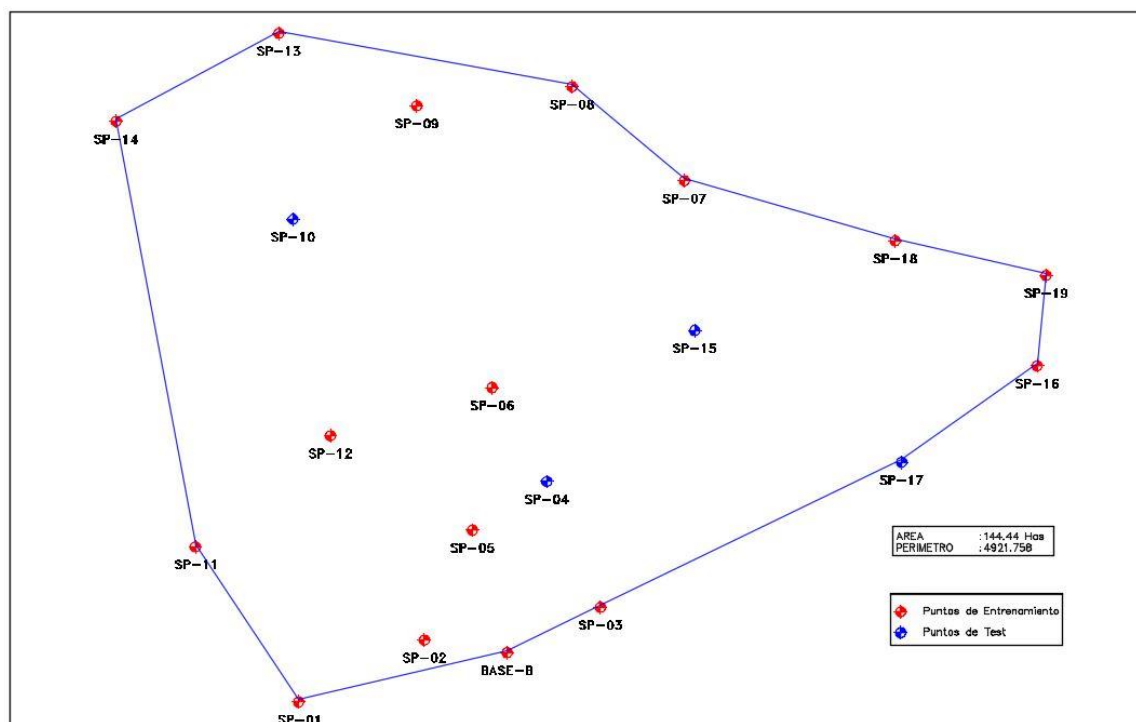 SP-13
SP-08
SP-09
SP-14
SP-07
SP-10
SP-18
SP-19
SP-15
SP-16
SP-06
SP-12
SP-17
SP-04
SP-05
SP-11
AREA :144.44 Has
PERIMETRO :4921.758
SP-03
Puntos de Entrenamiento
Puntos de Test
SP-02
BASE-B
SP-01